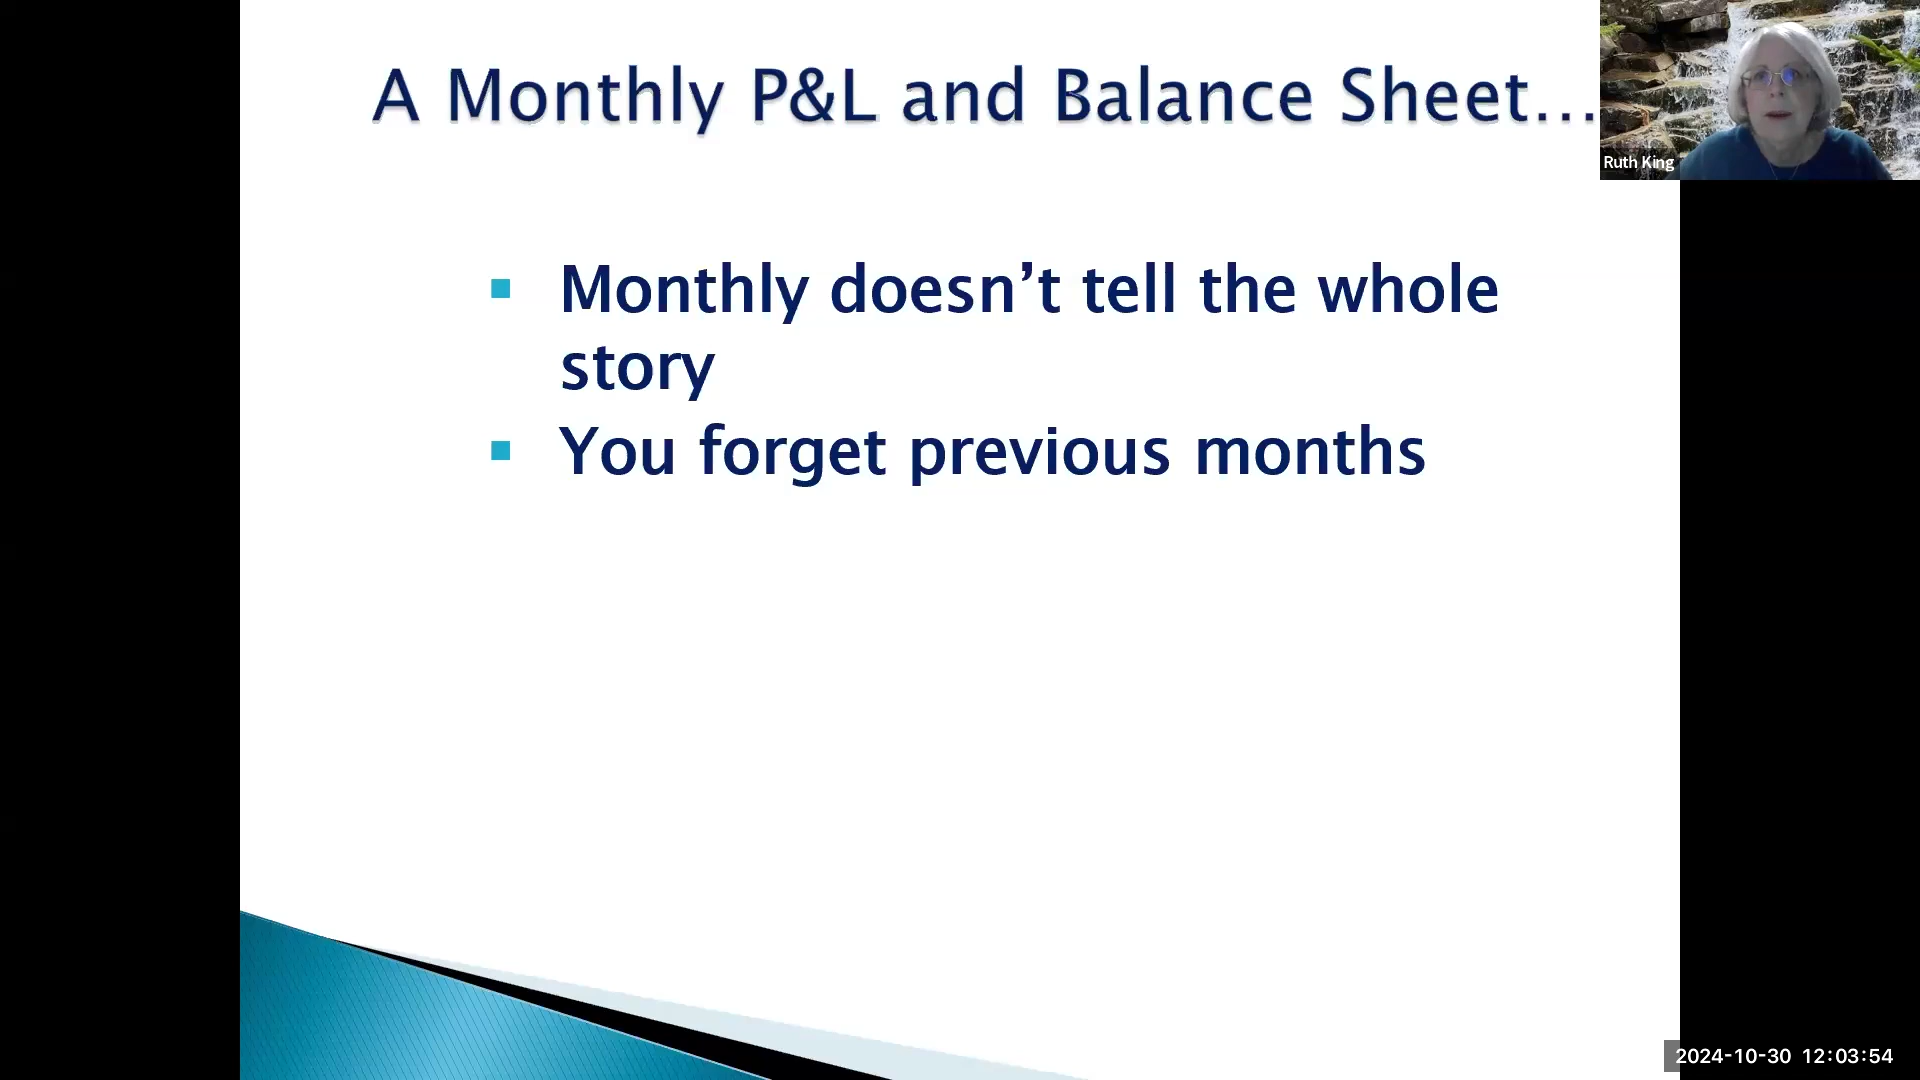 A Monthly P&L and Balance Sheet...
Ruth King
Monthly doesn’t tell the whole
story
You forget previous months
2024-10-30 12:03:54